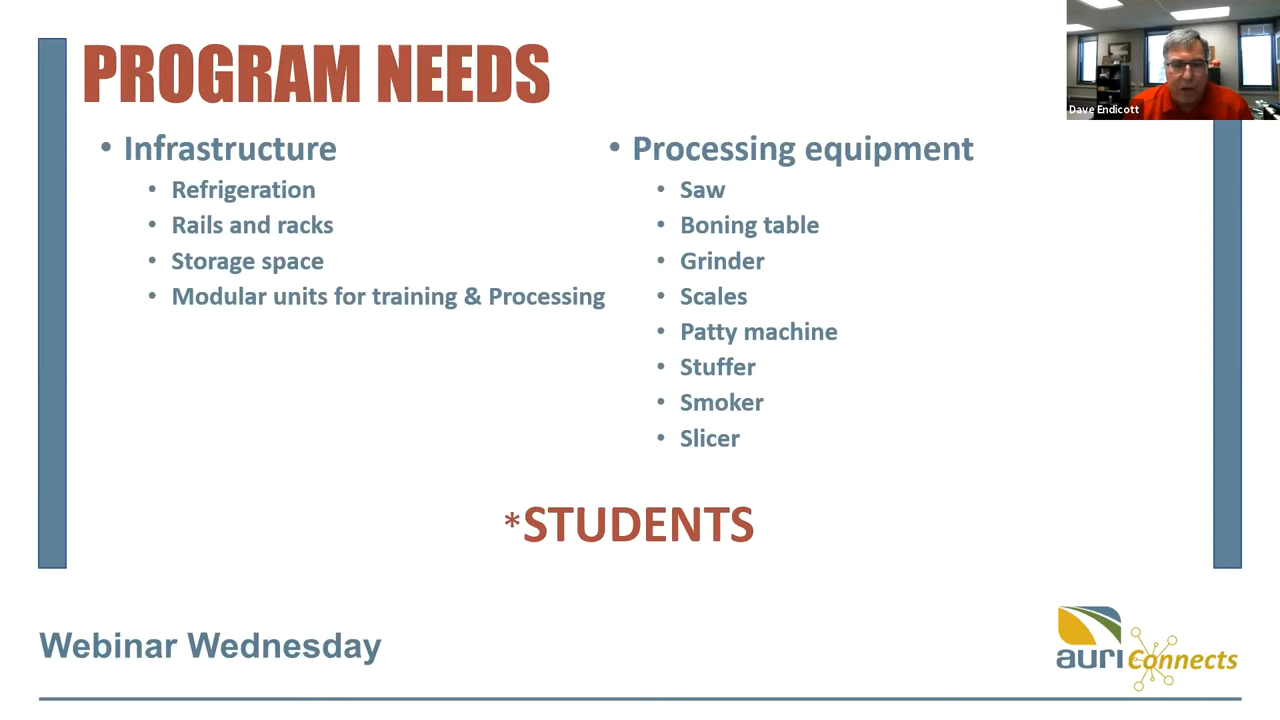 PROGRAM NEEDS
Dave Endicott
• Infrastructure
• Refrigeration
• Rails and racks
• Storage space
• Modular units for training & Processing
• Processing equipment
• Saw
• Boning table
• Grinder
• Scales
• Patty machine
• Stuffer
• Smoker
• Slicer
*STUDENTS
Webinar Wednesday
auri Connects